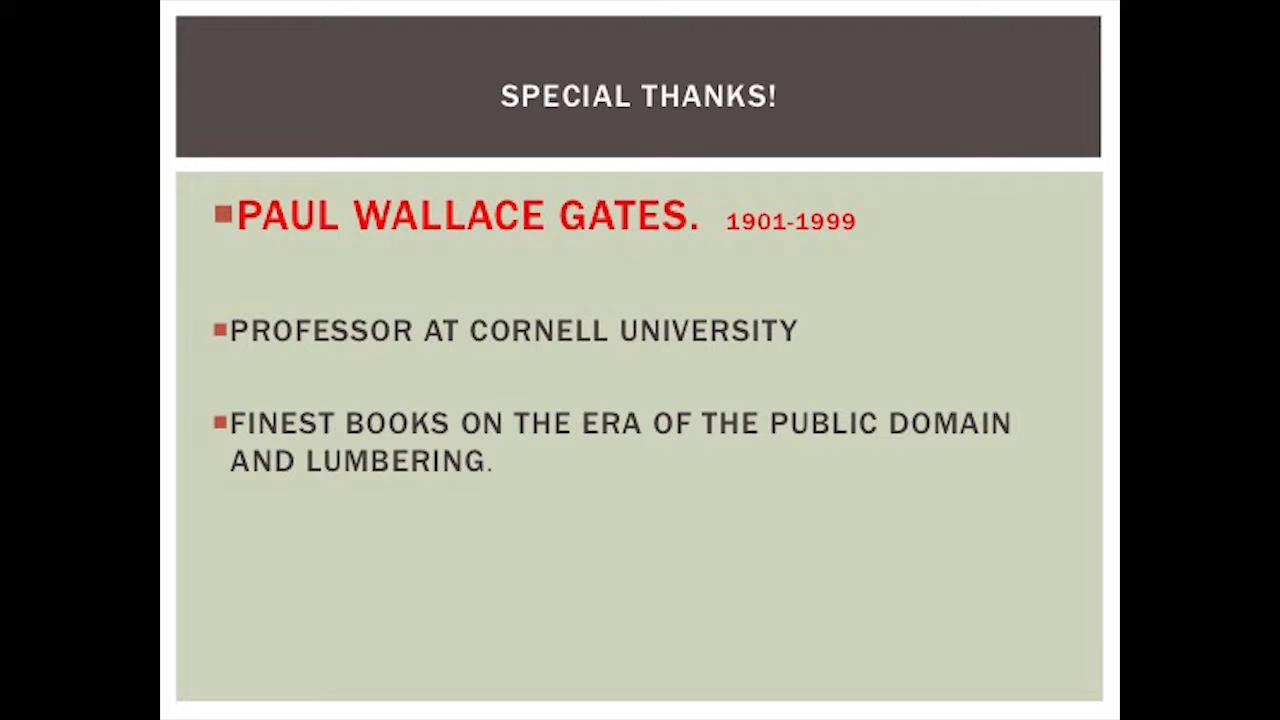 SPECIAL THANKS!
PAUL WALLACE GATES. 1901-1999
PROFESSOR AT CORNELL UNIVERSITY
FINEST BOOKS ON THE ERA OF THE PUBLIC DOMAIN
AND LUMBERING.